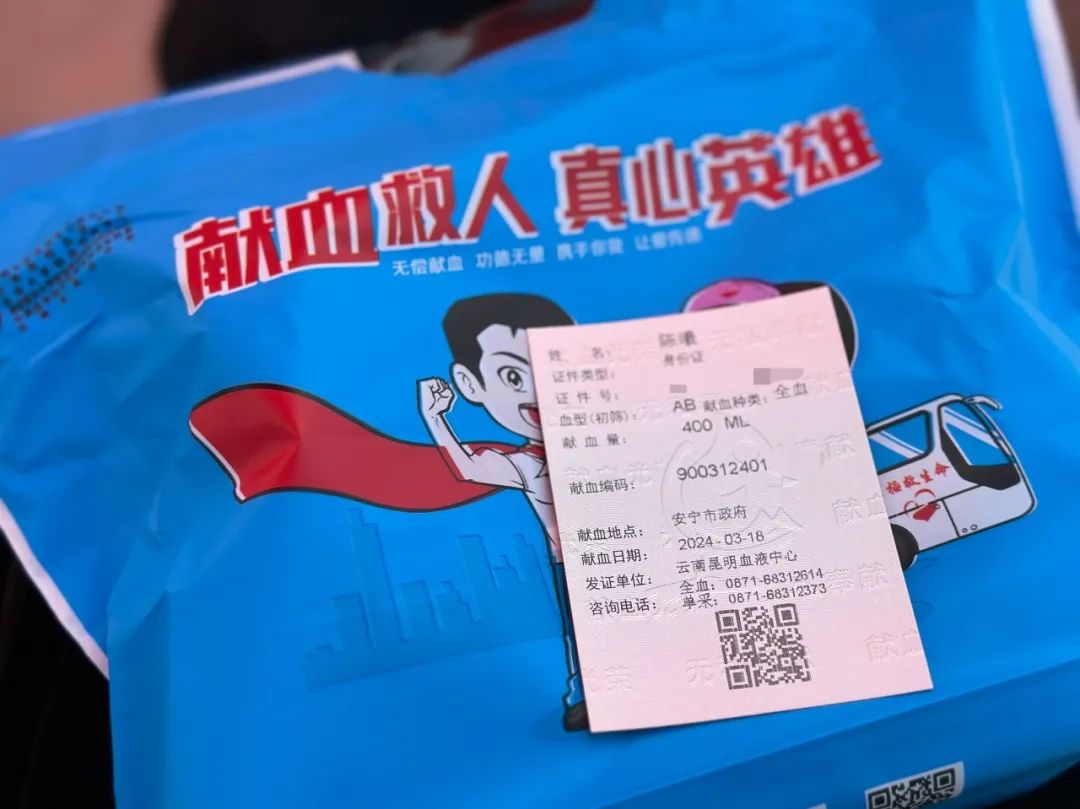 献血救人 真心英雄
无偿献血 功德无量 携手你我 让爱传递
姓 名： 陈曦
证件类型： 身份证
证 件 号：
血型(初筛)： AB 献血种类：全血
献 血 量： 400 ML
献血编码： 900312401
献血地点： 安宁市政府
献血日期： 2024-03-18
发证单位： 云南昆明血液中心
咨询电话： 全血：0871-68312614
单采：0871-68312373
拯救生命